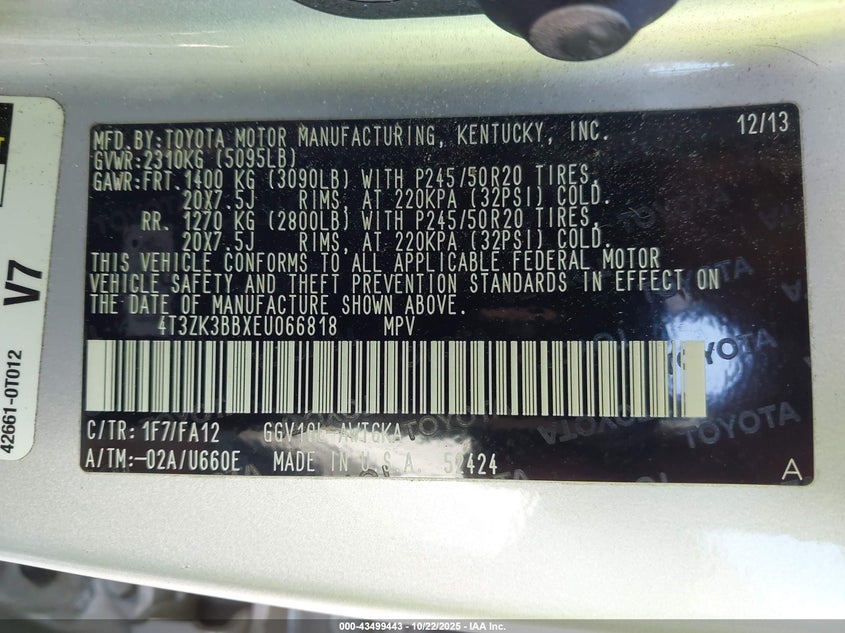 MFD. BY: TOYOTA MOTOR MANUFACTURING, KENTUCKY, INC. 12/13
GVWR: 2310KG (5095LB)
GAWR: FRT. 1400 KG (3090LB) WITH P245/50R20 TIRES,
20X7.5J RIMS, AT 220KPA (32PSI) COLD.
RR. 1270 KG (2800LB) WITH P245/50R20 TIRES,
20X7.5J RIMS, AT 220KPA (32PSI) COLD.
THIS VEHICLE CONFORMS TO ALL APPLICABLE FEDERAL MOTOR
VEHICLE SAFETY AND THEFT PREVENTION STANDARDS IN EFFECT ON
THE DATE OF MANUFACTURE SHOWN ABOVE.
4T3ZK3BBXEU066818 MPV
C/TR: 1F7/FA12
A/TM: -02A/U660E MADE IN U.S.A. 52424 A
TOYOTA
TOYOTA
TOYOTA
V7
42661-0T012
000-43499443 - 10/22/2025 - IAA Inc.